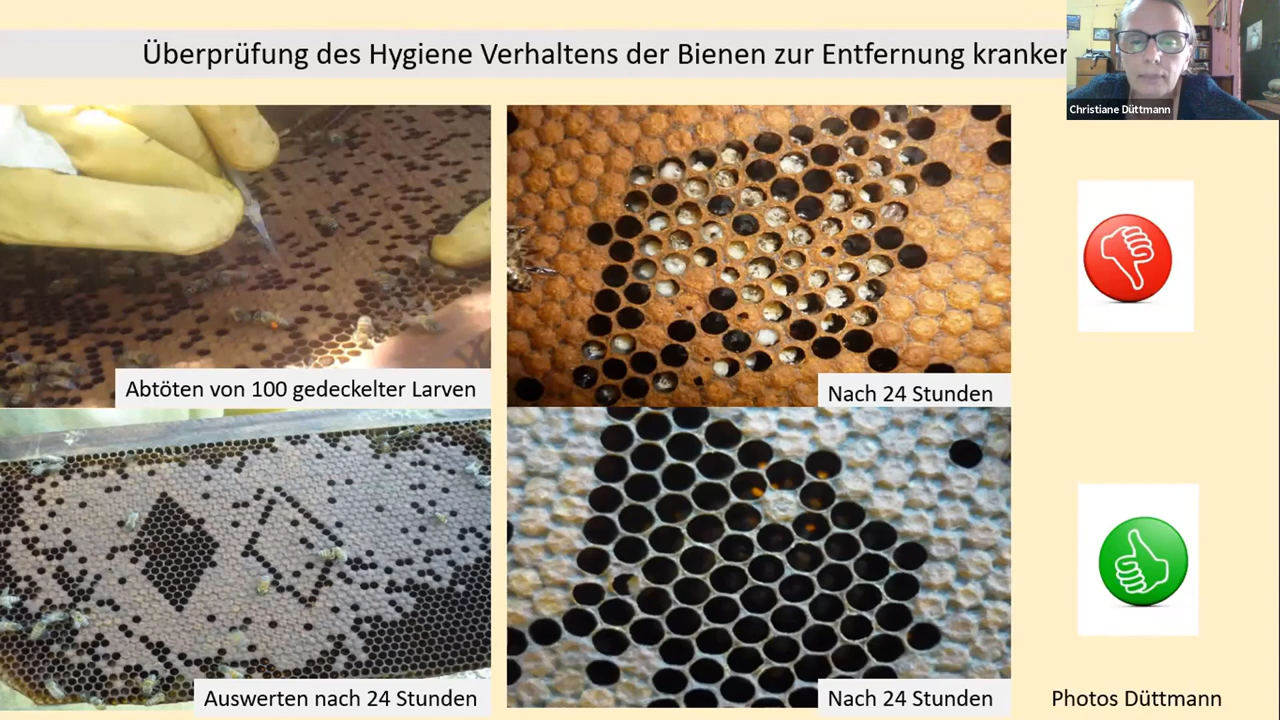 Überprüfung des Hygiene Verhaltens der Bienen zur Entfernung kranker
Christiane Düttmann
Abtöten von 100 gedeckelter Larven
Nach 24 Stunden
Auswerten nach 24 Stunden
Nach 24 Stunden
Photos Düttmann